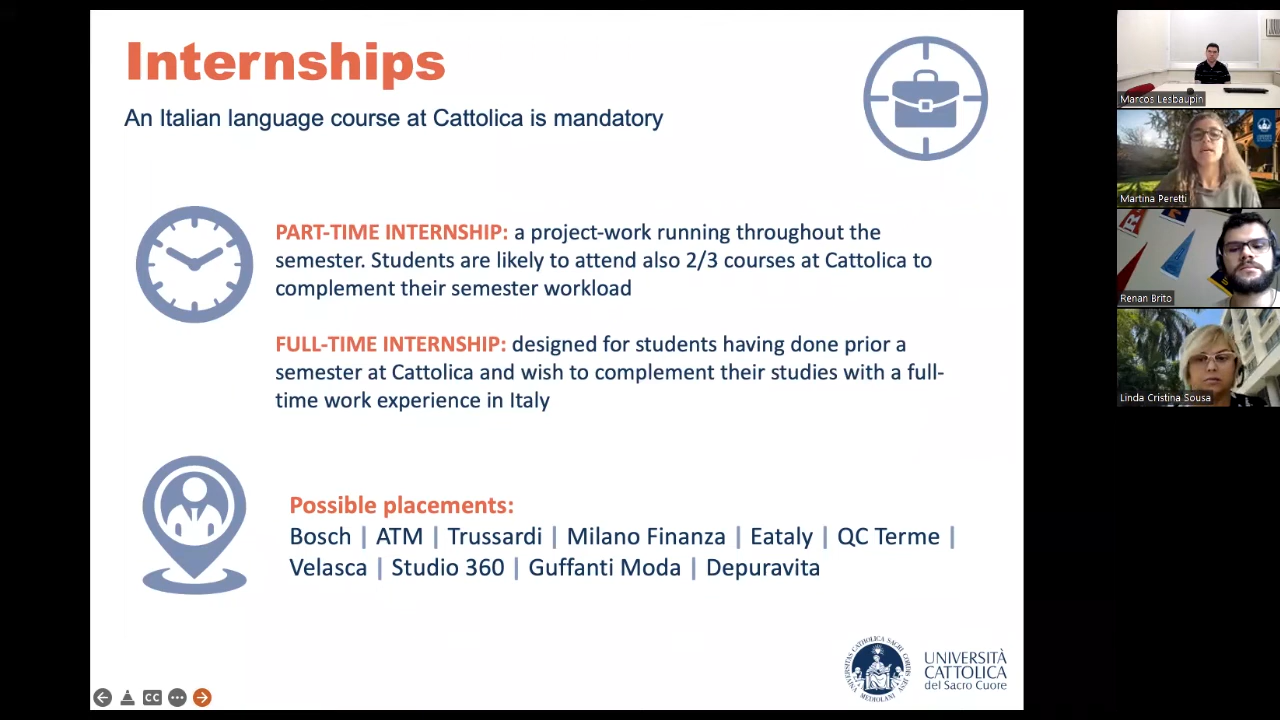 Internships
An Italian language course at Cattolica is mandatory
PART-TIME INTERNSHIP: a project-work running throughout the
semester. Students are likely to attend also 2/3 courses at Cattolica to
complement their semester workload
FULL-TIME INTERNSHIP: designed for students having done prior a
semester at Cattolica and wish to complement their studies with a full-
time work experience in Italy
Possible placements:
Bosch | ATM | Trussardi | Milano Finanza | Eataly | QC Terme |
Velasca | Studio 360 | Guffanti Moda | Depuravita
UNIVERSITÀ
CATTOLICA
del Sacro Cuore
CC
Marcos Lesbaupin
Martina Peretti
Renan Brito
Linda Cristina Sousa